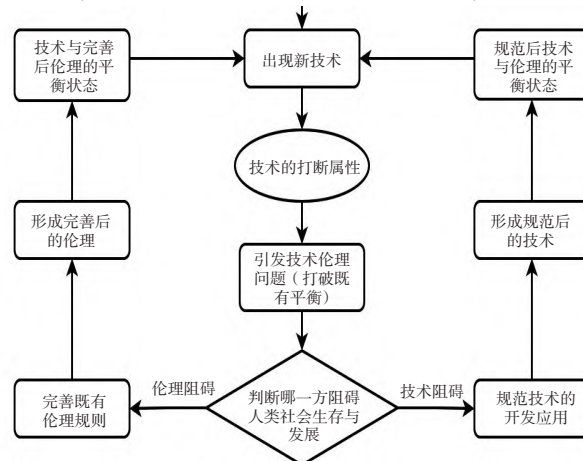 技术与完善
后伦理的平
衡状态
出现新技术
规范后技术
与伦理的平
衡状态
技术的打断属性
形成完善后
的伦理
引发技术伦理
问题（打破既
有平衡）
形成规范后
的技术
完善既有
伦理规则
伦理阻碍
判断哪一方阻碍
人类社会生存与
发展
技术阻碍
规范技术的
开发应用